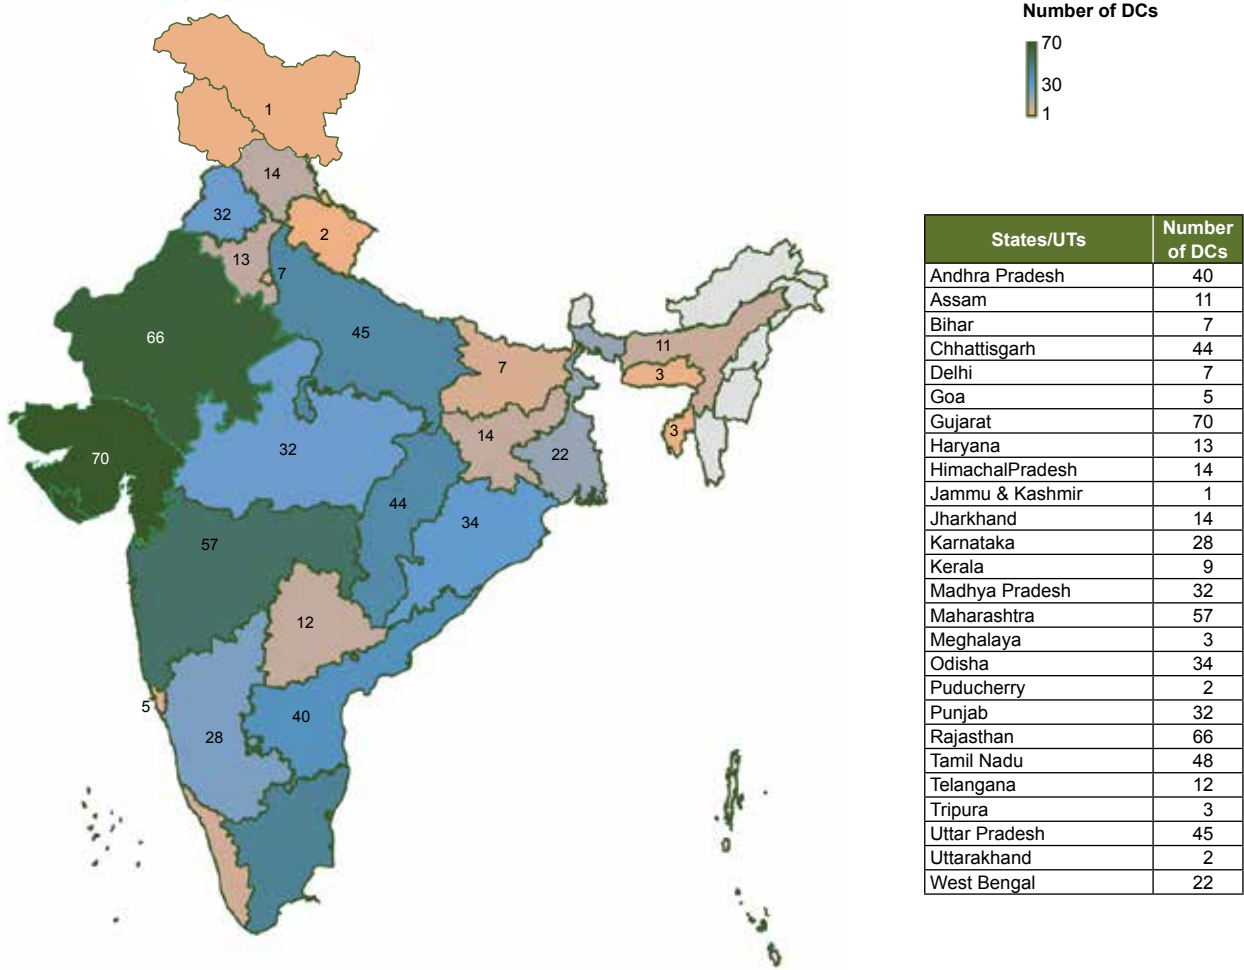 Number of DCs
70
30
1
1
14
32
2
13
7
66
45
7
11
3
3
70
32
14
22
44
34
57
12
5
28
40
States/UTs Number of DCs
Andhra Pradesh 40
Assam 11
Bihar 7
Chhattisgarh 44
Delhi 7
Goa 5
Gujarat 70
Haryana 13
HimachalPradesh 14
Jammu & Kashmir 1
Jharkhand 14
Karnataka 28
Kerala 9
Madhya Pradesh 32
Maharashtra 57
Meghalaya 3
Odisha 34
Puducherry 2
Punjab 32
Rajasthan 66
Tamil Nadu 48
Telangana 12
Tripura 3
Uttar Pradesh 45
Uttarakhand 2
West Bengal 22